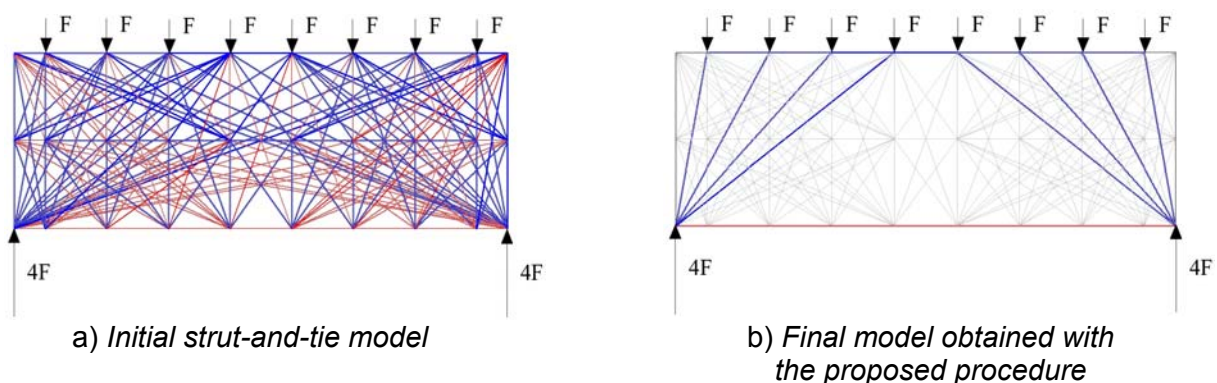 F F F F F F F F
F F F F F F F F
4F 4F
4F 4F
a) Initial strut-and-tie model
b) Final model obtained with
the proposed procedure